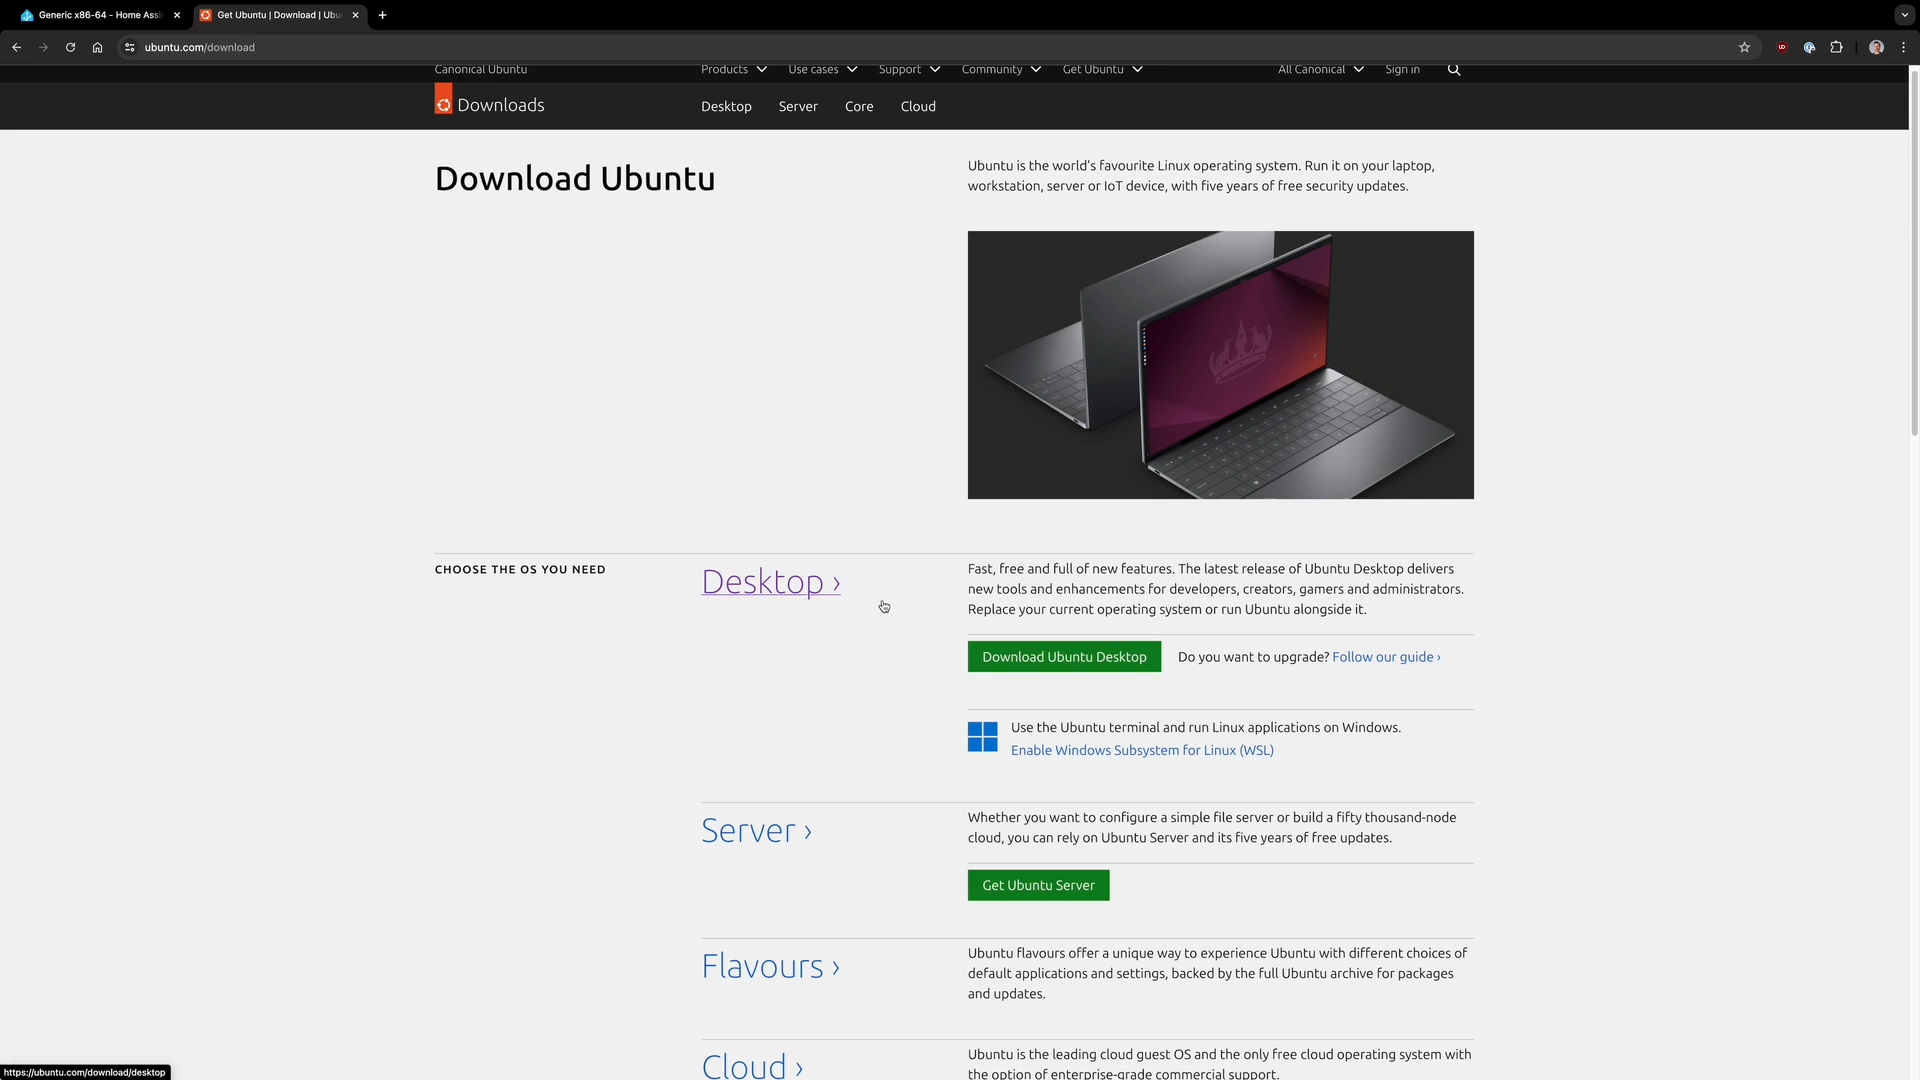 Generic x86-64 - Home Assi
Get Ubuntu | Download | Ubu
ubuntu.com/download
Canonical Ubuntu
Products
Use cases
Support
Community
Get Ubuntu
All Canonical
Sign in
Downloads
Desktop
Server
Core
Cloud
Download Ubuntu
Ubuntu is the world's favourite Linux operating system. Run it on your laptop,
workstation, server or IoT device, with five years of free security updates.
CHOOSE THE OS YOU NEED
Desktop ›
Fast, free and full of new features. The latest release of Ubuntu Desktop delivers
new tools and enhancements for developers, creators, gamers and administrators.
Replace your current operating system or run Ubuntu alongside it.
Download Ubuntu Desktop
Do you want to upgrade? Follow our guide ›
Use the Ubuntu terminal and run Linux applications on Windows.
Enable Windows Subsystem for Linux (WSL)
Server ›
Whether you want to configure a simple file server or build a fifty thousand-node
cloud, you can rely on Ubuntu Server and its five years of free updates.
Get Ubuntu Server
Flavours ›
Ubuntu flavours offer a unique way to experience Ubuntu with different choices of
default applications and settings, backed by the full Ubuntu archive for packages
and updates.
Cloud ›
Ubuntu is the leading cloud guest OS and the only free cloud operating system with
the option of enterprise-grade commercial support.
https://ubuntu.com/download/desktop